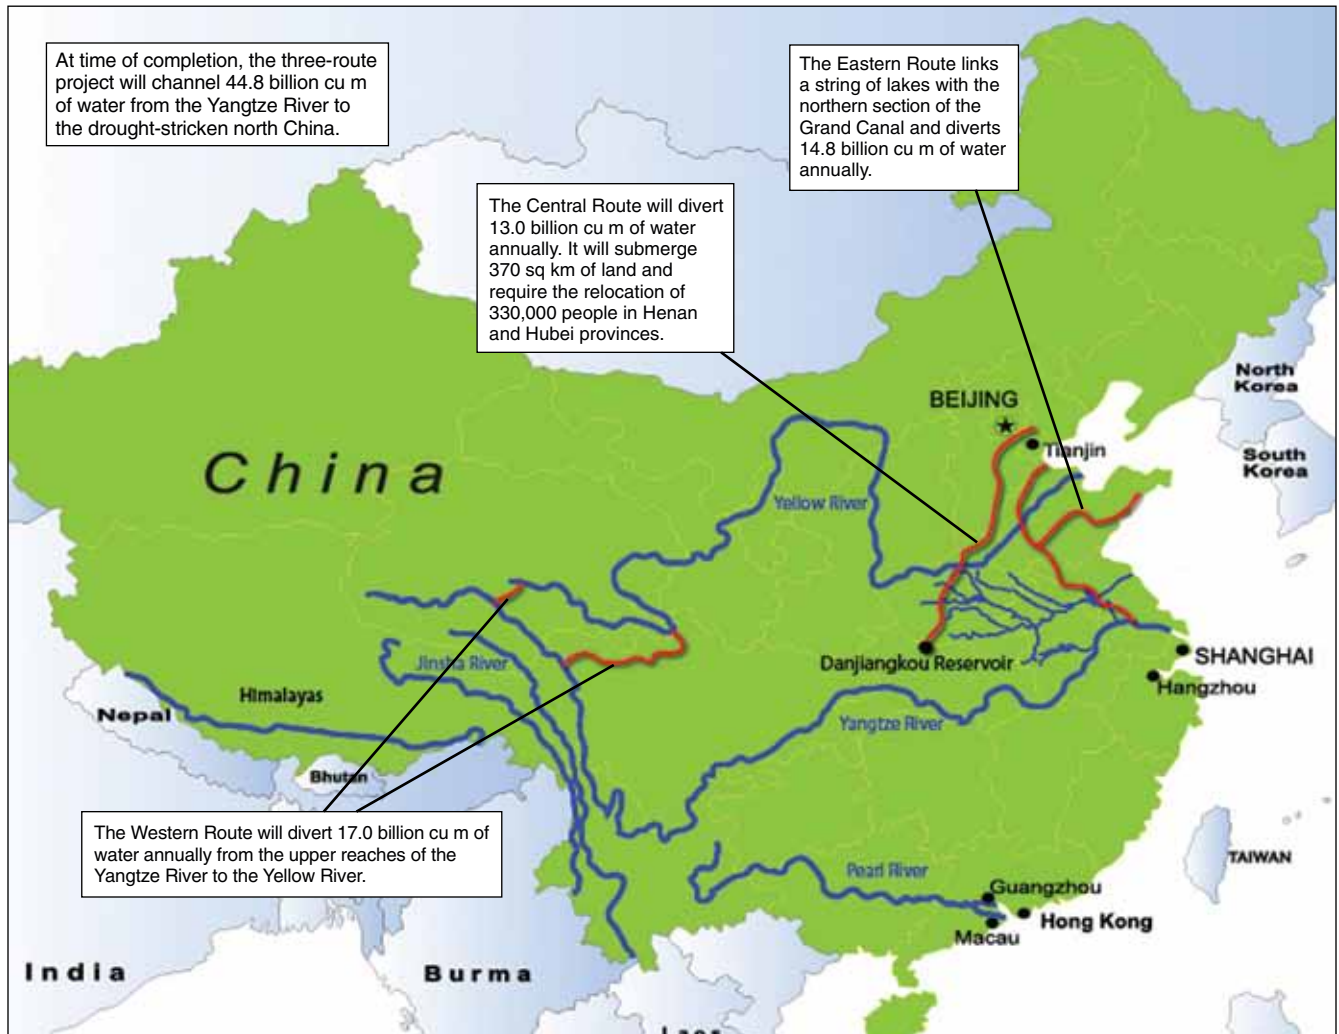 At time of completion, the three-route
project will channel 44.8 billion cu m
of water from the Yangtze River to
the drought-stricken north China.
The Eastern Route links
a string of lakes with the
northern section of the
Grand Canal and diverts
14.8 billion cu m of water
annually.
The Central Route will divert
13.0 billion cu m of water
annually. It will submerge
370 sq km of land and
require the relocation of
330,000 people in Henan
and Hubei provinces.
North
Korea
BEIJING
Tianjin
South
Korea
China
Yellow River
Jinsha River
Danjiangkou Reservoir
SHANGHAI
Hangzhou
Himalayas
Nepal
Yangtze River
Bhutan
The Western Route will divert 17.0 billion cu m of
water annually from the upper reaches of the
Yangtze River to the Yellow River.
TAIWAN
Pearl River
Guangzhou
Hong Kong
Macau
India
Burma